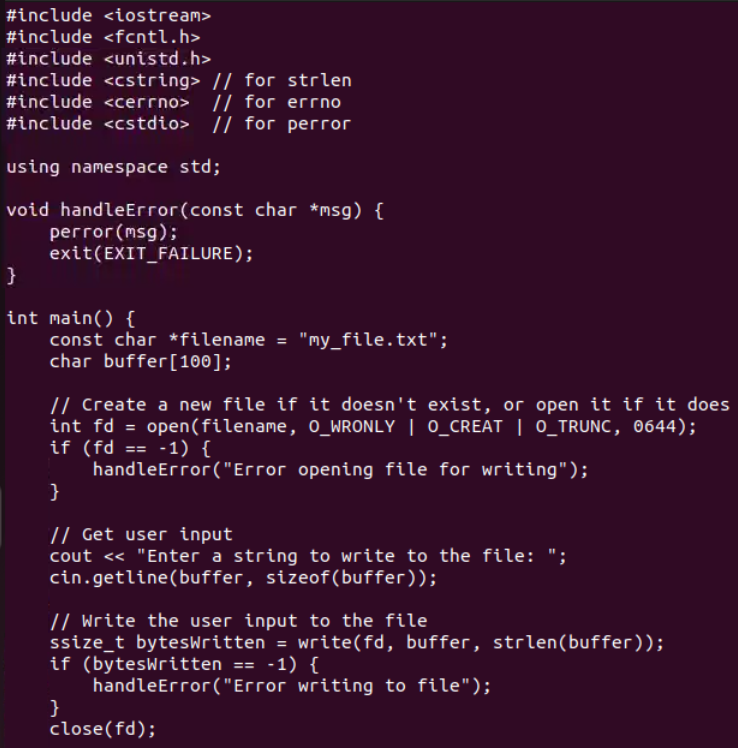 #include <iostream>
#include <fcntl.h>
#include <unistd.h>
#include <cstring> // for strlen
#include <cerrno>  // for errno
#include <cstdio>  // for perror

using namespace std;

void handleError(const char *msg) {
    perror(msg);
    exit(EXIT_FAILURE);
}

int main() {
    const char *filename = "my_file.txt";
    char buffer[100];

    // Create a new file if it doesn't exist, or open it if it does
    int fd = open(filename, O_WRONLY | O_CREAT | O_TRUNC, 0644);
    if (fd == -1) {
        handleError("Error opening file for writing");
    }

    // Get user input
    cout << "Enter a string to write to the file: ";
    cin.getline(buffer, sizeof(buffer));

    // Write the user input to the file
    ssize_t bytesWritten = write(fd, buffer, strlen(buffer));
    if (bytesWritten == -1) {
        handleError("Error writing to file");
    }
    close(fd);